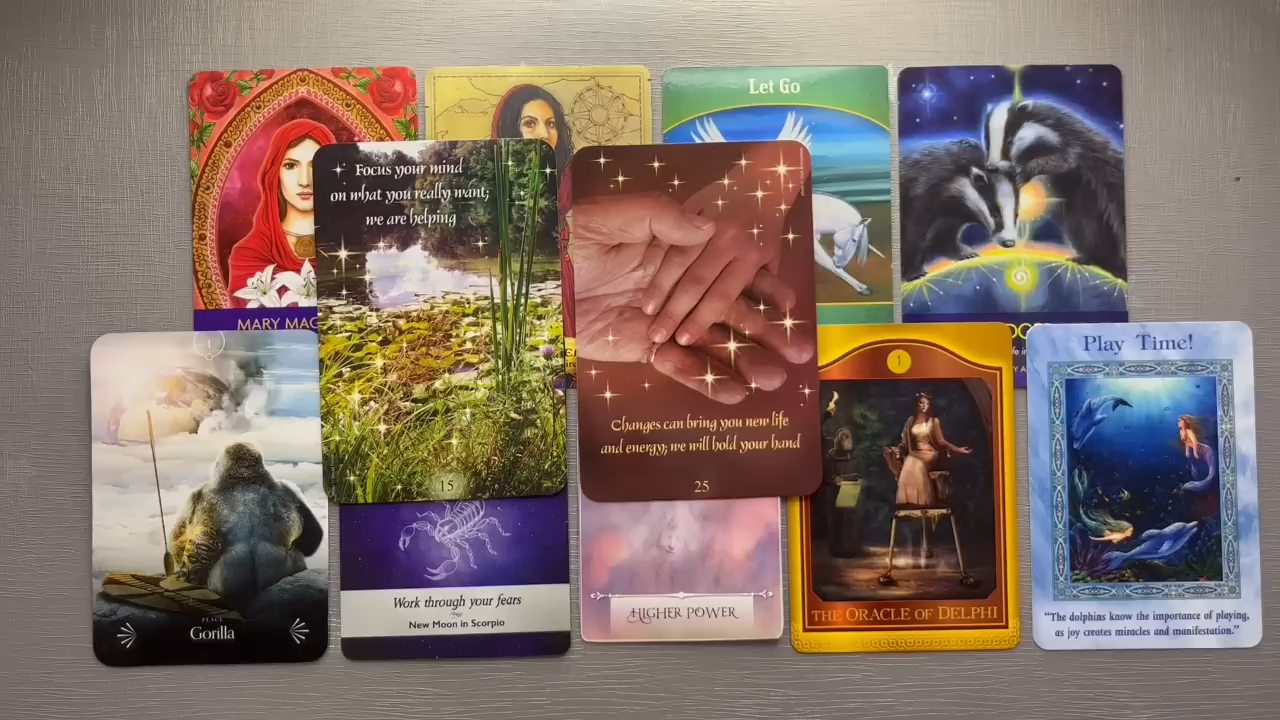 Let Go
MARY MAG
Focus your mind
on what you really want;
we are helping
15
Changes can bring you new life
and energy; we will hold your hand
25
1
PEACE
Gorilla
Work through your fears
New Moon in Scorpio
HIGHER POWER
1
THE ORACLE OF DELPHI
Play Time!
"The dolphins know the importance of playing,
as joy creates miracles and manifestation."